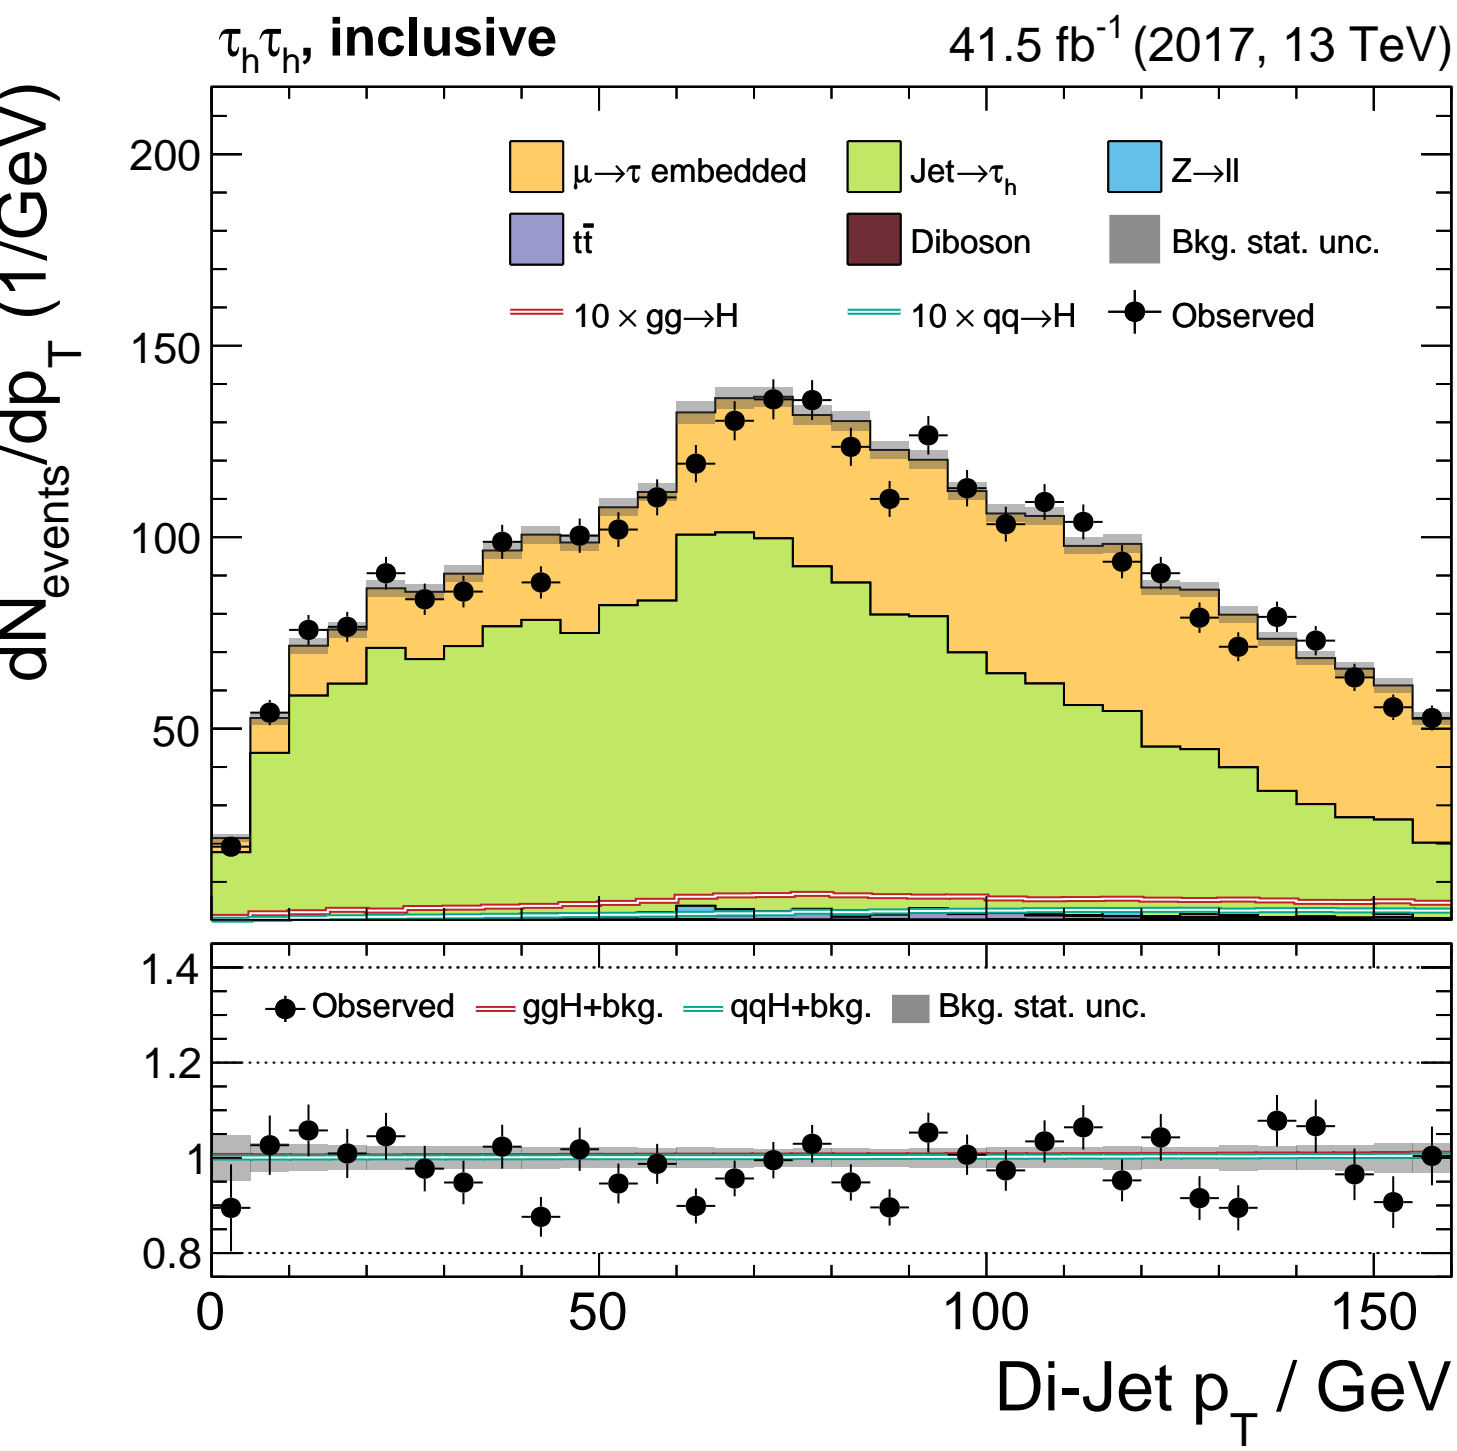 τhτh, inclusive 41.5 fb-1 (2017, 13 TeV)
dNevents/dpT (1/GeV)
200
150
100
50
μ→τ embedded Jet→τh Z→ll
tt̄ Diboson Bkg. stat. unc.
10 × gg→H 10 × qq→H Observed
1.4
1.2
1
0.8
Observed ggH+bkg. qqH+bkg. Bkg. stat. unc.
0 50 100 150
Di-Jet pT / GeV